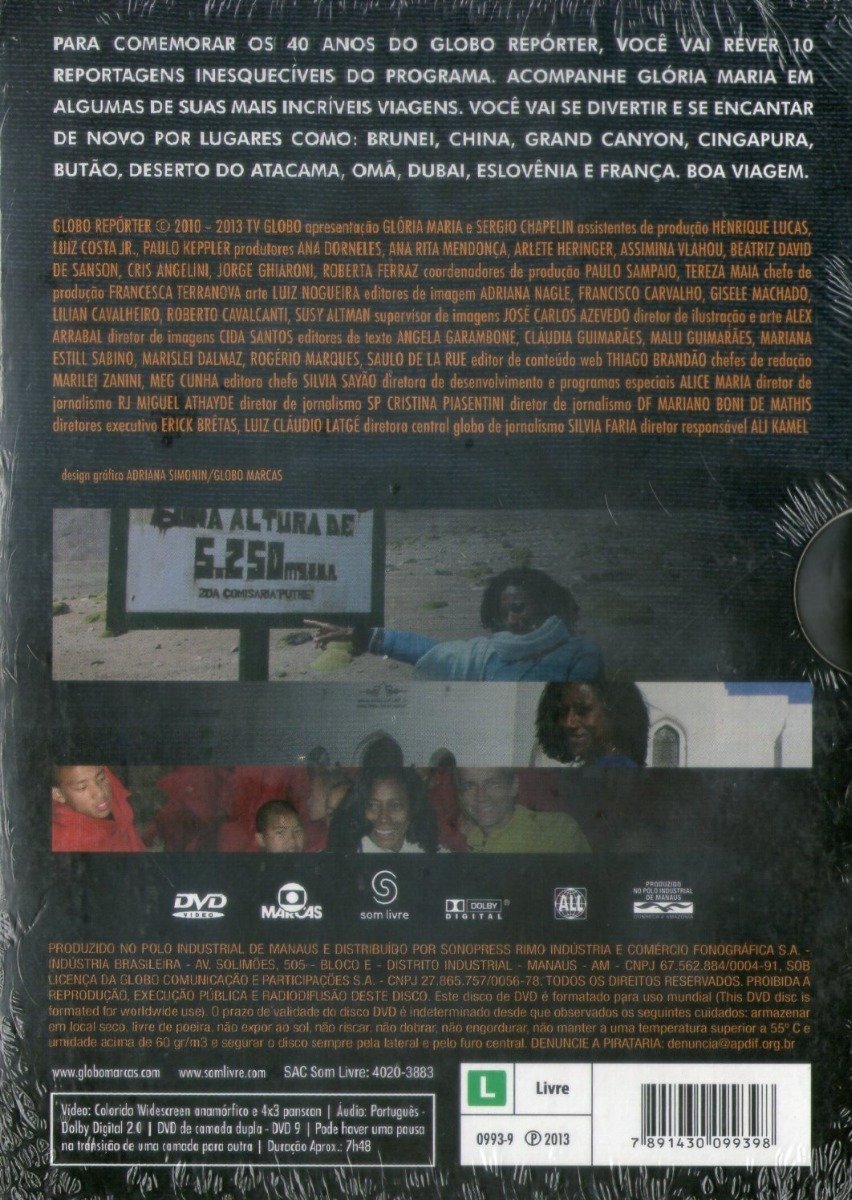 PARA COMEMORAR OS 40 ANOS DO GLOBO REPÓRTER, VOCÊ VAI REVER 10
REPORTAGENS INESQUECÍVEIS DO PROGRAMA. ACOMPANHE GLÓRIA MARIA EM
ALGUMAS DE SUAS MAIS INCRÍVEIS VIAGENS. VOCÊ VAI SE DIVERTIR E SE ENCANTAR
DE NOVO POR LUGARES COMO: BRUNEI, CHINA, GRAND CANYON, CINGAPURA,
BUTÃO, DESERTO DO ATACAMA, OMÃ, DUBAI, ESLOVÊNIA E FRANÇA. BOA VIAGEM.
GLOBO REPÓRTER © 2010 - 2013 TV GLOBO apresentação GLÓRIA MARIA e SERGIO CHAPELIN assistentes de produção HENRIQUE LUCAS,
LUIZ COSTA JR., PAULO KEPPLER produtores ANA DORNELES, ANA RITA MENDONÇA, ARLETE HERINGER, ASSIMINA VLAHOU, BEATRIZ DAVID
DE SANSON, CRIS ANGELINI, JORGE GHIARONI, ROBERTA FERRAZ coordenadores de produção PAULO SAMPAIO, TEREZA MAIA chefe de
produção FRANCESCA TERRANOVA arte LUIZ NOGUEIRA editores de imagem ADRIANA NAGLE, FRANCISCO CARVALHO, GISELE MACHADO,
LILIAN CAVALHEIRO, ROBERTO CAVALCANTI, SUSY ALTMAN supervisor de imagens JOSÉ CARLOS AZEVEDO diretor de ilustração e arte ALEX
ARRABAL diretor de imagens CIDA SANTOS editores de texto ANGELA GARAMBONE, CLÁUDIA GUIMARÃES, MALU GUIMARÃES, MARIANA
ESTILL SABINO, MARISLEI DALMAZ, ROGÉRIO MARQUES, SAULO DE LA RUE editor de conteúdo web THIAGO BRANDÃO chefes de redação
MARILEI ZANINI, MEG CUNHA editora chefe SILVIA SAYÃO diretora de desenvolvimento e programas especiais ALICE MARIA diretor de
jornalismo RJ MIGUEL ATHAYDE diretor de jornalismo SP CRISTINA PIASENTINI diretor de jornalismo DF MARIANO BONI DE MATHIS
diretores executivo ERICK BRÊTAS, LUIZ CLÁUDIO LATGÉ diretora central globo de jornalismo SILVIA FARIA diretor responsável ALI KAMEL
design gráfico ADRIANA SIMONIN/GLOBO MARCAS
UNA ALTURA DE
5.250 m.s.n.m.
2DA COMISARIA "PUTRE"
DVD VIDEO
MARCAS
som livre
DOLBY DIGITAL
ALL
PRODUZIDO
NO POLO INDUSTRIAL
DE MANAUS
CONHEÇA A AMAZÔNIA
PRODUZIDO NO POLO INDUSTRIAL DE MANAUS E DISTRIBUÍDO POR SONOPRESS RIMO INDÚSTRIA E COMÉRCIO FONOGRÁFICA S.A. -
INDÚSTRIA BRASILEIRA - AV. SOLIMÕES, 505 - BLOCO E - DISTRITO INDUSTRIAL - MANAUS - AM - CNPJ 67.562.884/0004-91, SOB
LICENÇA DA GLOBO COMUNICAÇÃO E PARTICIPAÇÕES S.A. - CNPJ 27.865.757/0056-78. TODOS OS DIREITOS RESERVADOS. PROIBIDA A
REPRODUÇÃO, EXECUÇÃO PÚBLICA E RADIODIFUSÃO DESTE DISCO. Este disco de DVD é formatado para uso mundial (This DVD disc is
formated for worldwide use). O prazo de validade do disco DVD é indeterminado desde que observados os seguintes cuidados: armazenar
em local seco, livre de poeira, não expor ao sol, não riscar, não dobrar, não engordurar, não manter a uma temperatura superior a 55° C e
umidade acima de 60 gr/m3 e segurar o disco sempre pela lateral e pelo furo central. DENUNCIE A PIRATARIA: denuncia@apdif.org.br
www.globomarcas.com www.somlivre.com SAC Som Livre: 4020-3883
Vídeo: Colorido Widescreen anamórfico e 4x3 panscan | Áudio: Português -
Dolby Digital 2.0 | DVD de camada dupla - DVD 9 | Pode haver uma pausa
na transição de uma camada para outra | Duração Aprox.: 7h48
L Livre
0993-9 ℗ 2013
7 891430 099398